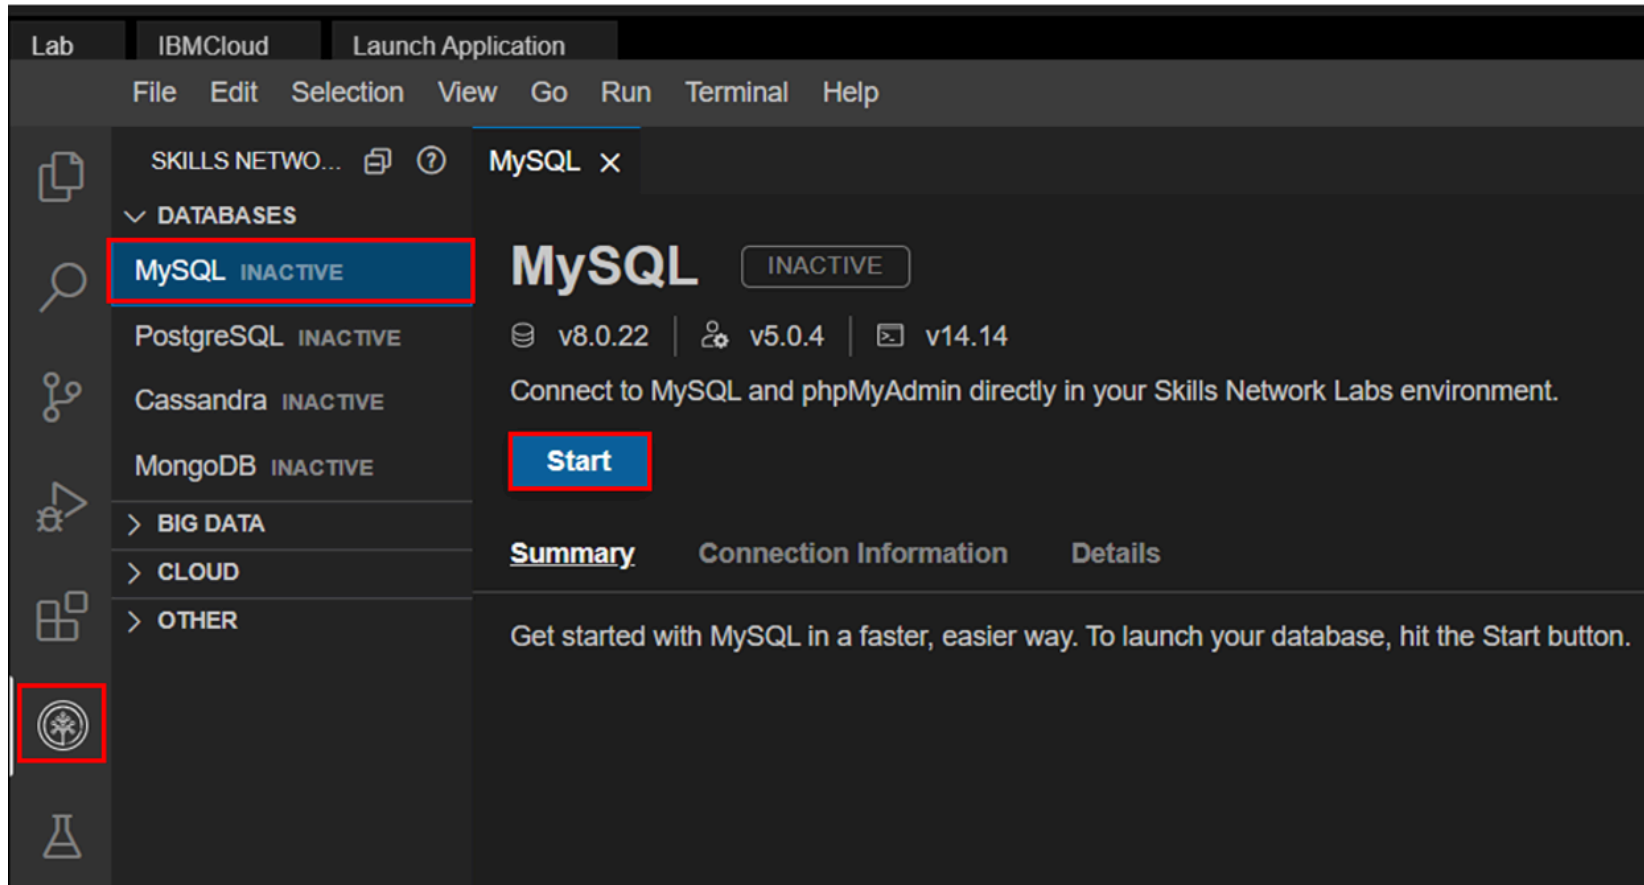 Lab IBMCloud Launch Application
File Edit Selection View Go Run Terminal Help
SKILLS NETWO... MySQL
DATABASES
MySQL INACTIVE
PostgreSQL INACTIVE
Cassandra INACTIVE
MongoDB INACTIVE
BIG DATA
CLOUD
OTHER
MySQL INACTIVE
v8.0.22 v5.0.4 v14.14
Connect to MySQL and phpMyAdmin directly in your Skills Network Labs environment.
Start
Summary Connection Information Details
Get started with MySQL in a faster, easier way. To launch your database, hit the Start button.